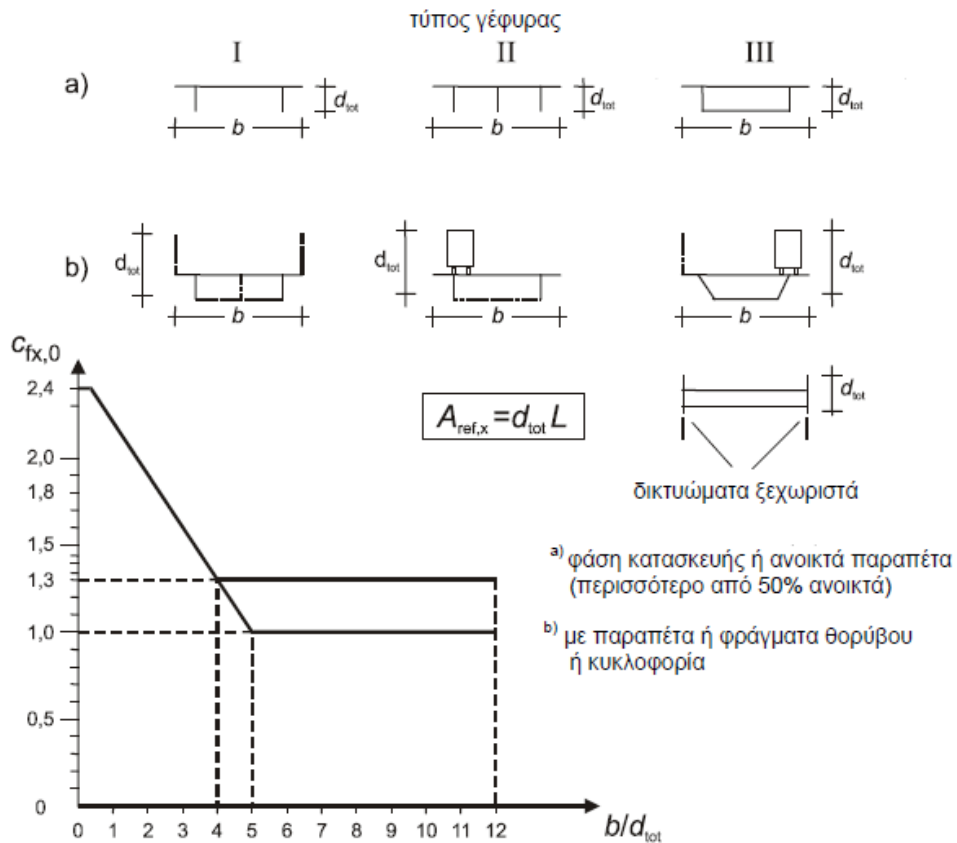 τύπος γέφυρας
I II III
a) d_tot d_tot d_tot
b b b
b) d_tot d_tot d_tot
b b b
c_fx,0
d_tot
2,4
A_ref,x = d_tot L
2,0
1,8
δικτυώματα ξεχωριστά
1,5
a) φάση κατασκευής ή ανοικτά παραπέτα
(περισσότερο από 50% ανοικτά)
1,3
1,0
b) με παραπέτα ή φράγματα θορύβου
ή κυκλοφορία
0,5
0
0 1 2 3 4 5 6 7 8 9 10 11 12
b/d_tot